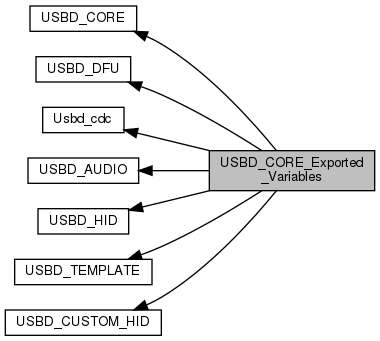 USBD_CORE
USBD_DFU
Usbd_cdc
USBD_AUDIO
USBD_HID
USBD_TEMPLATE
USBD_CUSTOM_HID
USBD_CORE_Exported
_Variables